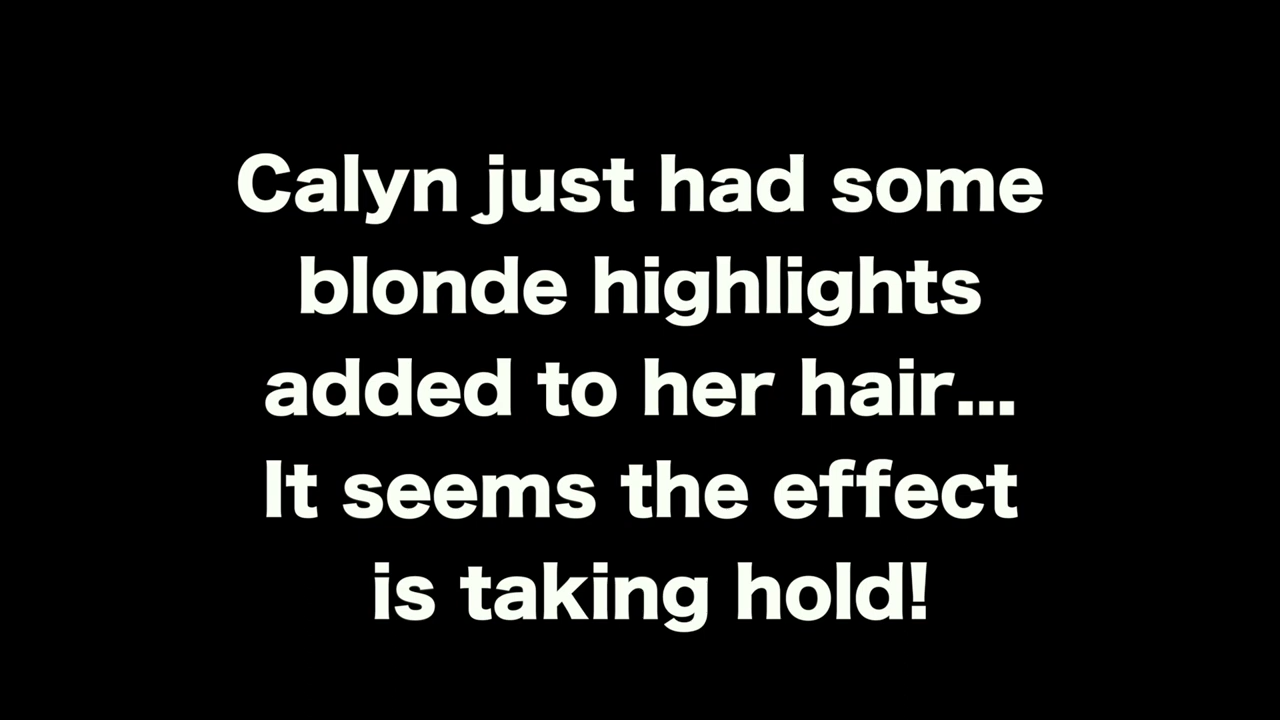 Calyn just had some
blonde highlights
added to her hair...
It seems the effect
is taking hold!